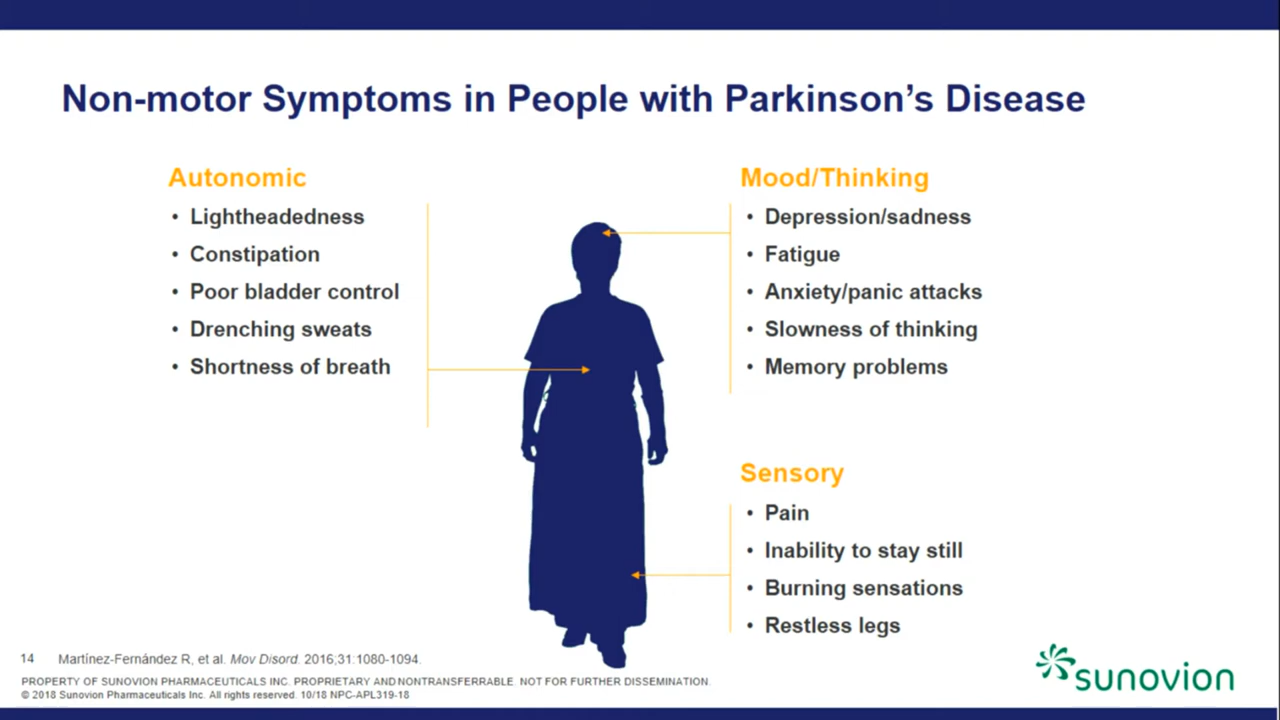 Non-motor Symptoms in People with Parkinson's Disease
Autonomic
• Lightheadedness
• Constipation
• Poor bladder control
• Drenching sweats
• Shortness of breath
Mood/Thinking
• Depression/sadness
• Fatigue
• Anxiety/panic attacks
• Slowness of thinking
• Memory problems
Sensory
• Pain
• Inability to stay still
• Burning sensations
• Restless legs
14 Martínez-Fernández R, et al. Mov Disord. 2016;31:1080-1094.
PROPERTY OF SUNOVION PHARMACEUTICALS INC. PROPRIETARY AND NONTRANSFERRABLE. NOT FOR FURTHER DISSEMINATION.
© 2018 Sunovion Pharmaceuticals Inc. All rights reserved. 10/18 NPC-APL319-18
sunovion